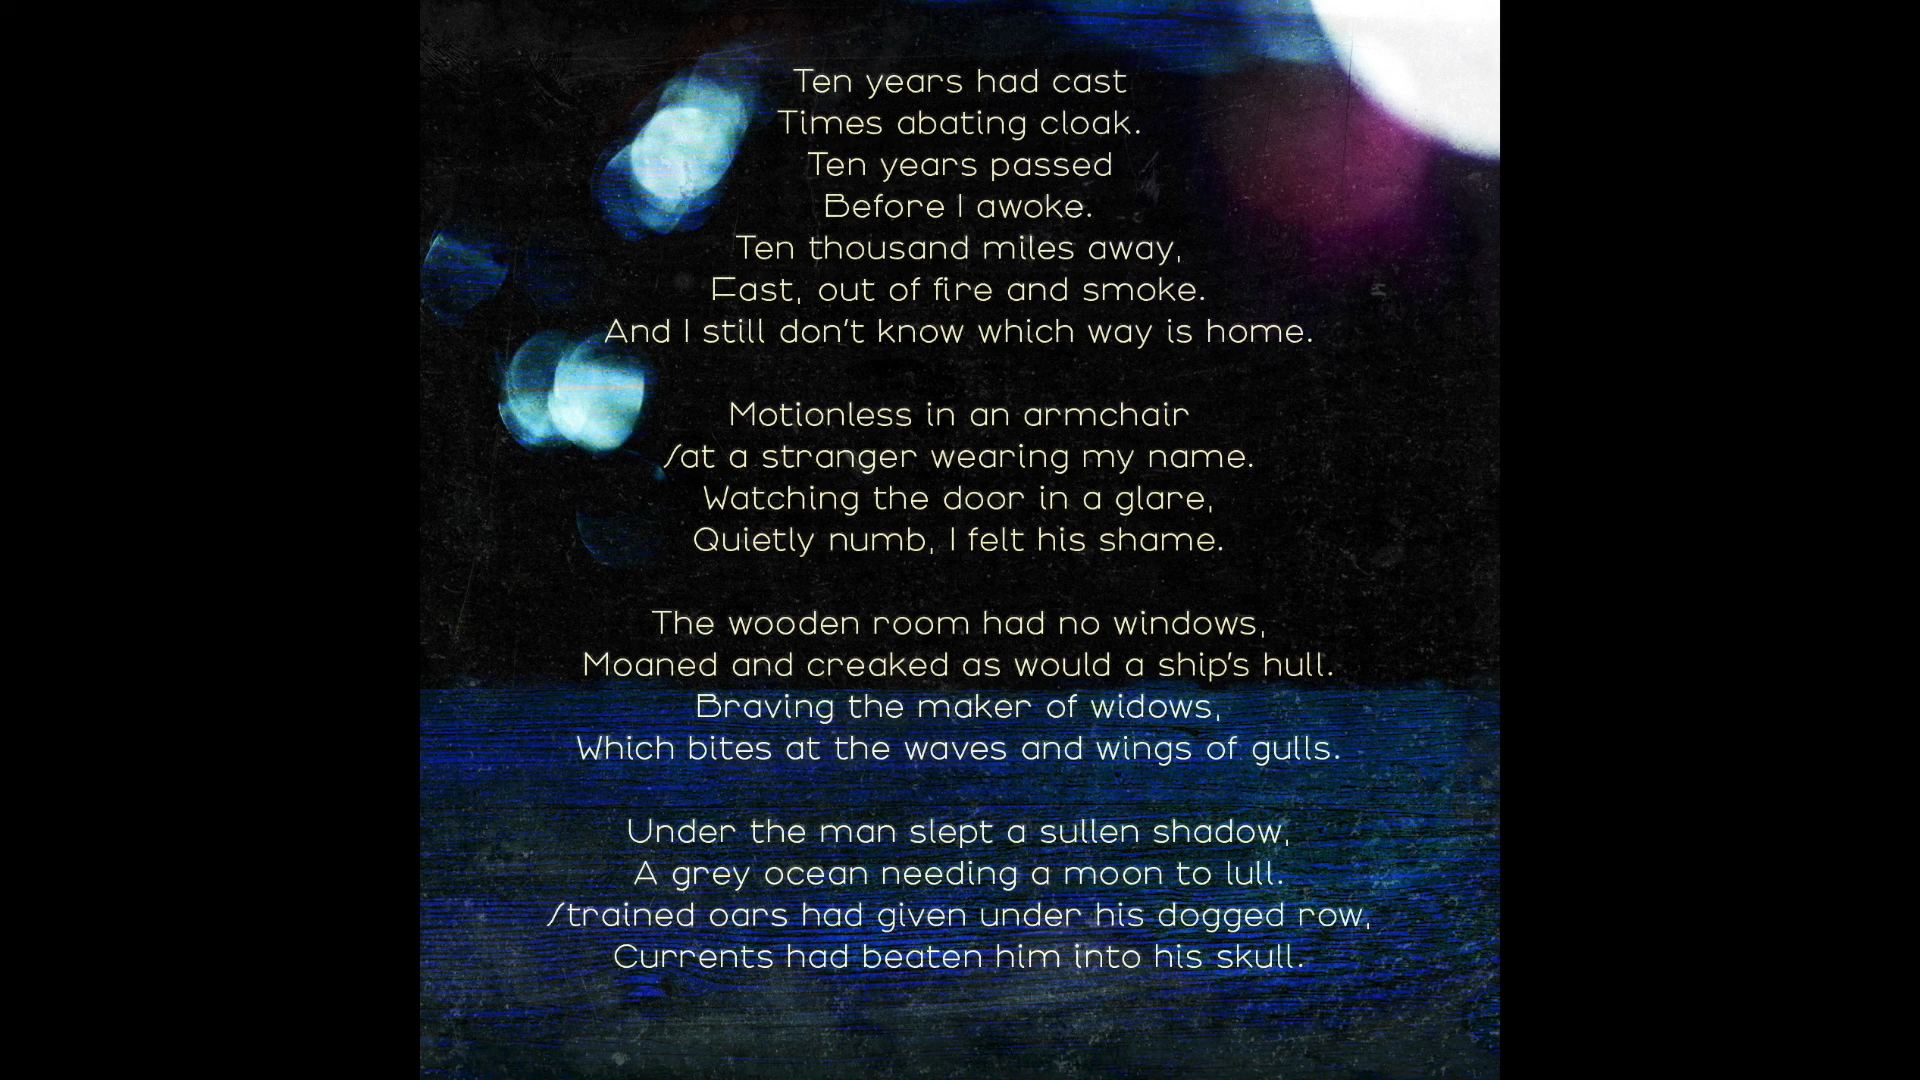 Ten years had cast
Times abating cloak.
Ten years passed
Before I awoke.
Ten thousand miles away,
Fast, out of fire and smoke.
And I still don't know which way is home.
Motionless in an armchair
Sat a stranger wearing my name.
Watching the door in a glare,
Quietly numb, I felt his shame.
The wooden room had no windows,
Moaned and creaked as would a ship's hull.
Braving the maker of widows,
Which bites at the waves and wings of gulls.
Under the man slept a sullen shadow,
A grey ocean needing a moon to lull.
Strained oars had given under his dogged row,
Currents had beaten him into his skull.